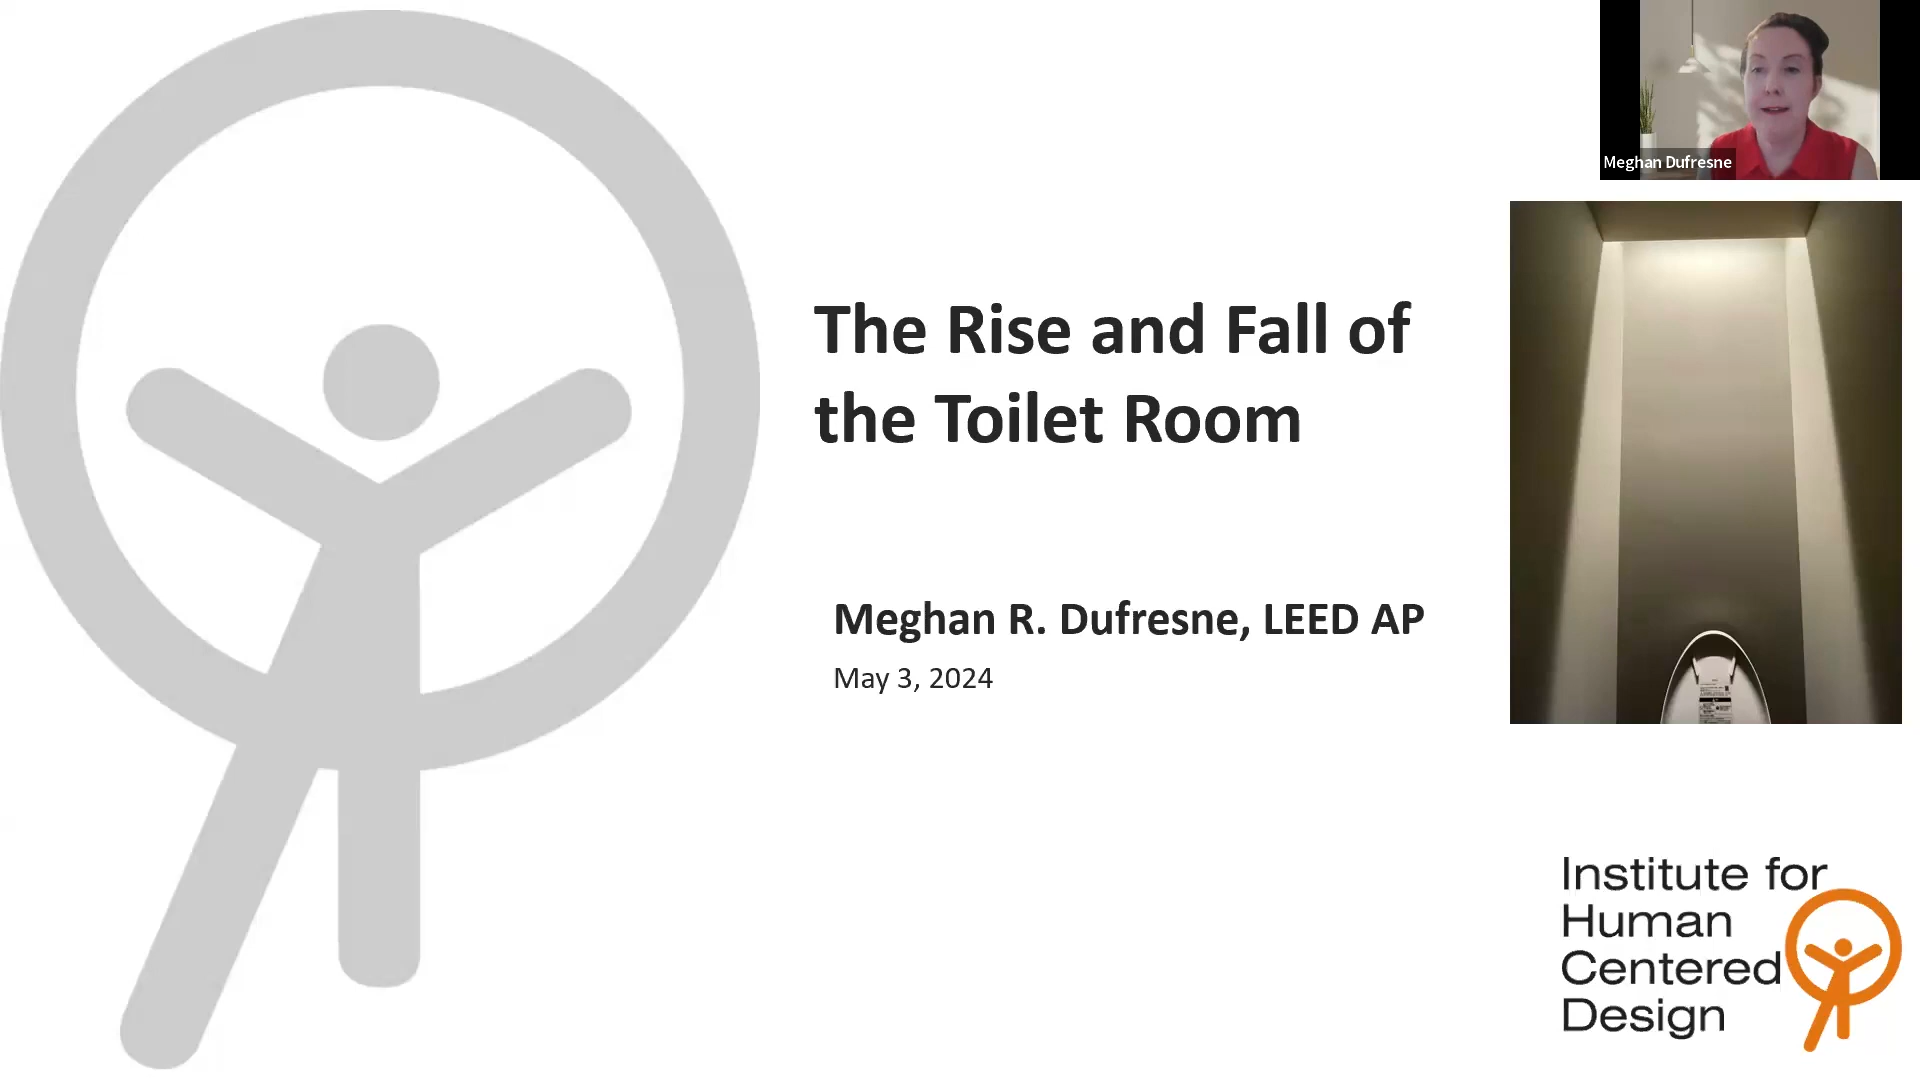 Meghan Dufresne
The Rise and Fall of
the Toilet Room
Meghan R. Dufresne, LEED AP
May 3, 2024
Institute for
Human
Centered
Design